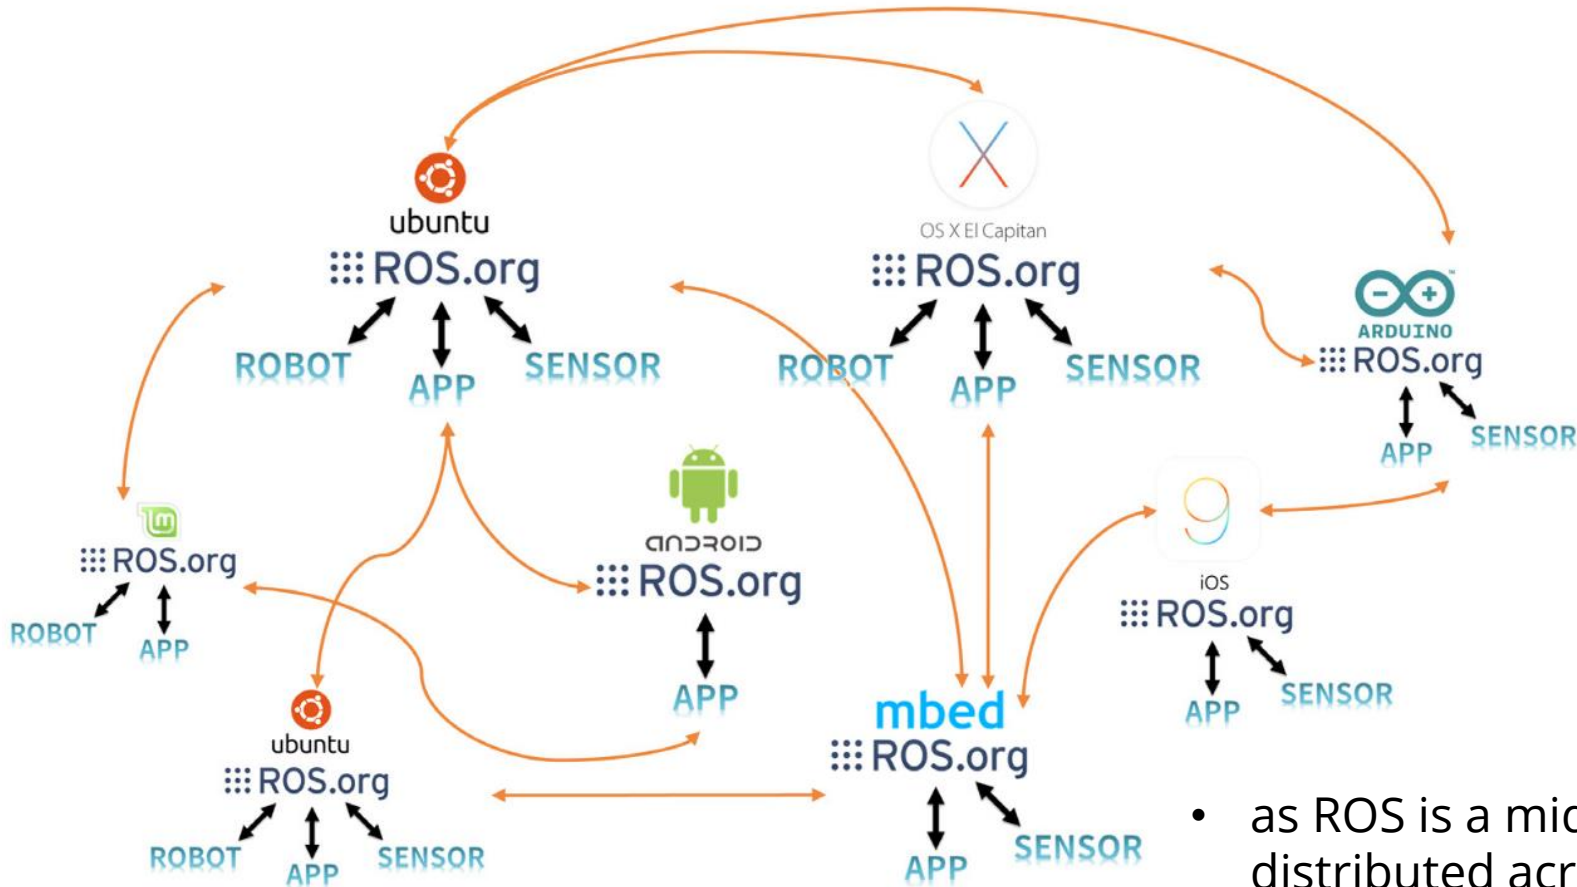 ubuntu
ROS.org
ROBOT
APP
SENSOR
OS X El Capitan
ROS.org
ROBOT
APP
SENSOR
ARDUINO
ROS.org
APP
SENSOR
ROS.org
ROBOT
APP
ANDROID
ROS.org
APP
9
iOS
ROS.org
APP
SENSOR
ubuntu
ROS.org
ROBOT
APP
SENSOR
mbed
ROS.org
APP
SENSOR
• as ROS is a
distributed